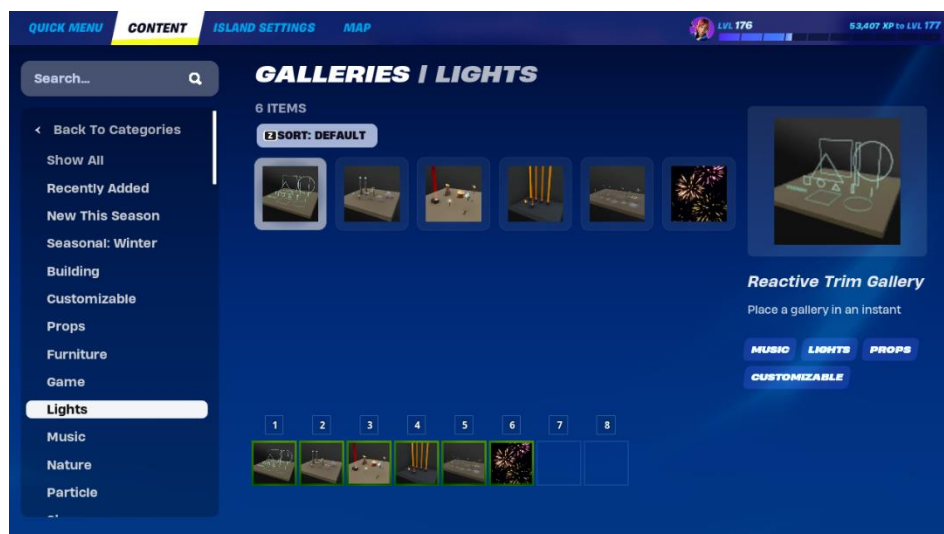 QUICK MENU CONTENT ISLAND SETTINGS MAP LVL 176 53,407 XP to LVL 177
Search...
GALLERIES | LIGHTS
6 ITEMS
Z SORT: DEFAULT
Back To Categories
Show All
Recently Added
New This Season
Seasonal: Winter
Building
Customizable
Props
Furniture
Game
Lights
Music
Nature
Particle
Reactive Trim Gallery
Place a gallery in an instant
MUSIC LIGHTS PROPS
CUSTOMIZABLE
1 2 3 4 5 6 7 8